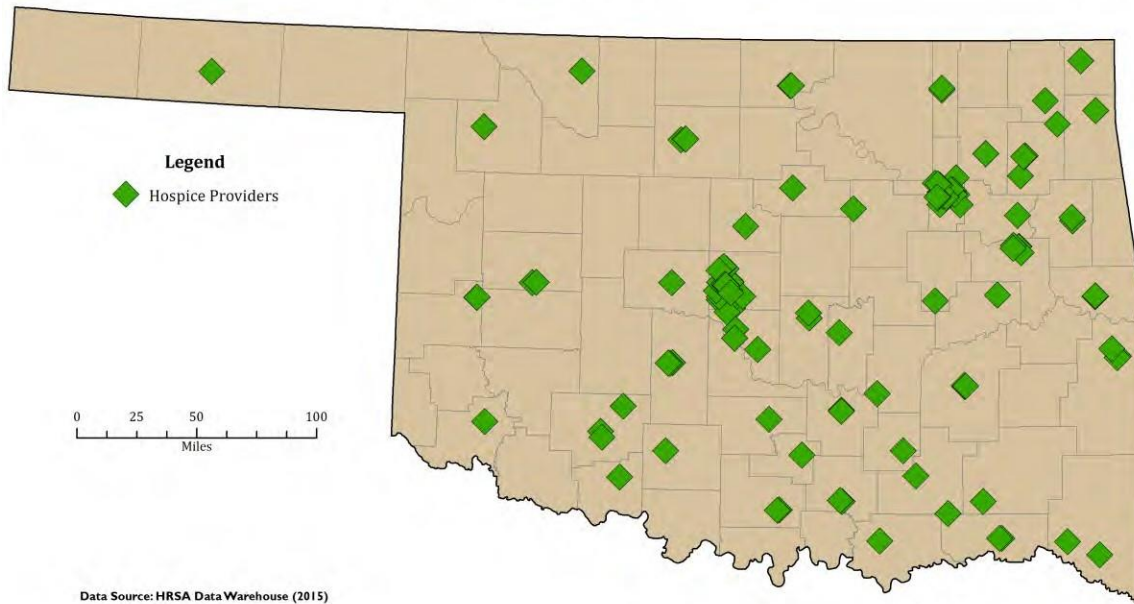 Legend
Hospice Providers
0 25 50 100
Miles
Data Source: HRSA Data Warehouse (2015)